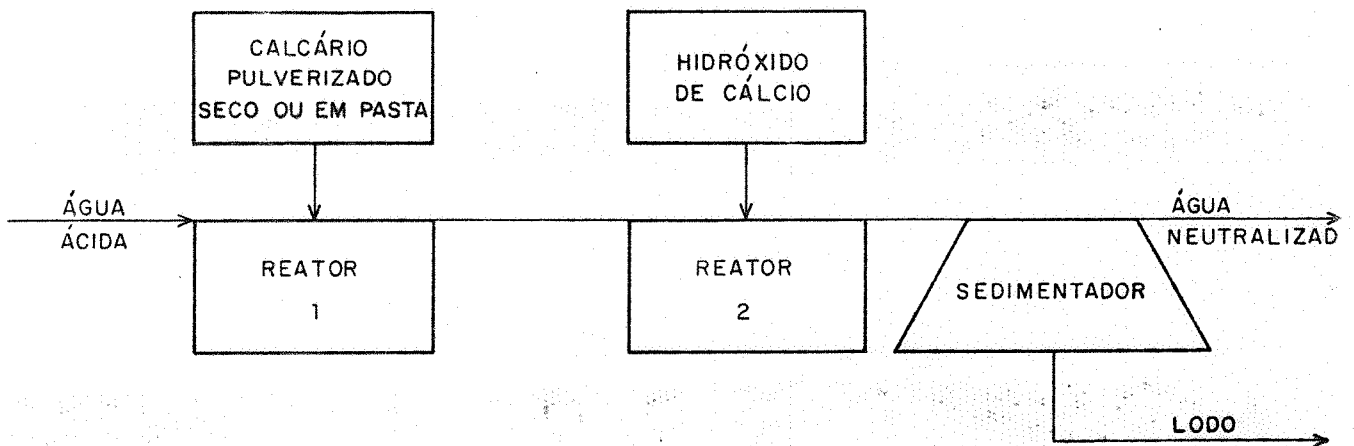 CALCÁRIO
PULVERIZADO
SECO OU EM PASTA
HIDRÓXIDO
DE CÁLCIO
ÁGUA
ÁCIDA
REATOR
1
REATOR
2
SEDIMENTADOR
ÁGUA
NEUTRALIZAD
LODO